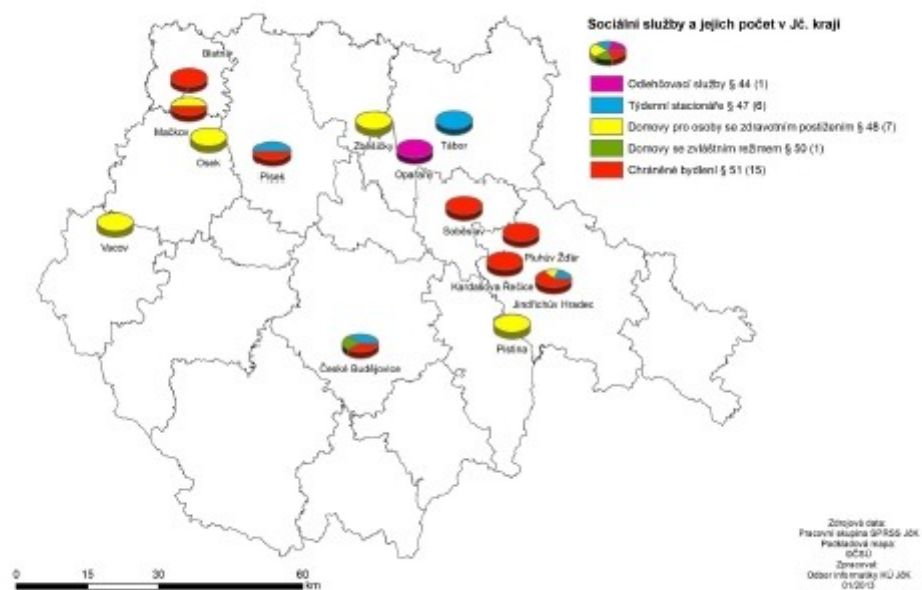 Sociální služby a jejich počet v Jč. kraji
Odlehčovací služby § 44 (1)
Týdenní stacionáře § 47 (6)
Domovy pro osoby se zdravotním postižením § 48 (7)
Domovy se zvláštním režimem § 50 (1)
Chráněné bydlení § 51 (15)
Blatná
Mačkov
Osek
Písek
Tábor
Opařany
Vacov
Soběslav
Pluhův Žďár
Kardašova Řečice
Jindřichův Hradec
Pístina
České Budějovice
0 15 30 60
km
Zdrojová data:
Pracovní skupina SPRSS JčK
Podkladová mapa:
Zpracoval:
Odbor informatiky KÚ JčK
01/2013